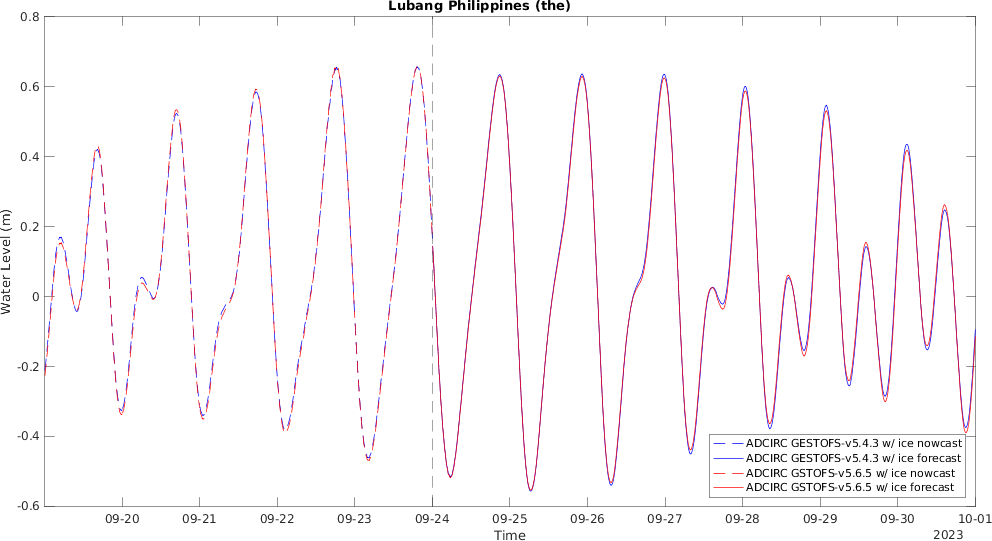 Lubang Philippines (the)
0.8
0.6
0.4
0.2
0
-0.2
-0.4
-0.6
Water Level (m)
ADCIRC GESTOFS-v5.4.3 w/ ice nowcast
ADCIRC GESTOFS-v5.4.3 w/ ice forecast
ADCIRC GSTOFS-v5.6.5 w/ ice nowcast
ADCIRC GSTOFS-v5.6.5 w/ ice forecast
09-20 09-21 09-22 09-23 09-24 09-25 09-26 09-27 09-28 09-29 09-30 10-01
Time 2023